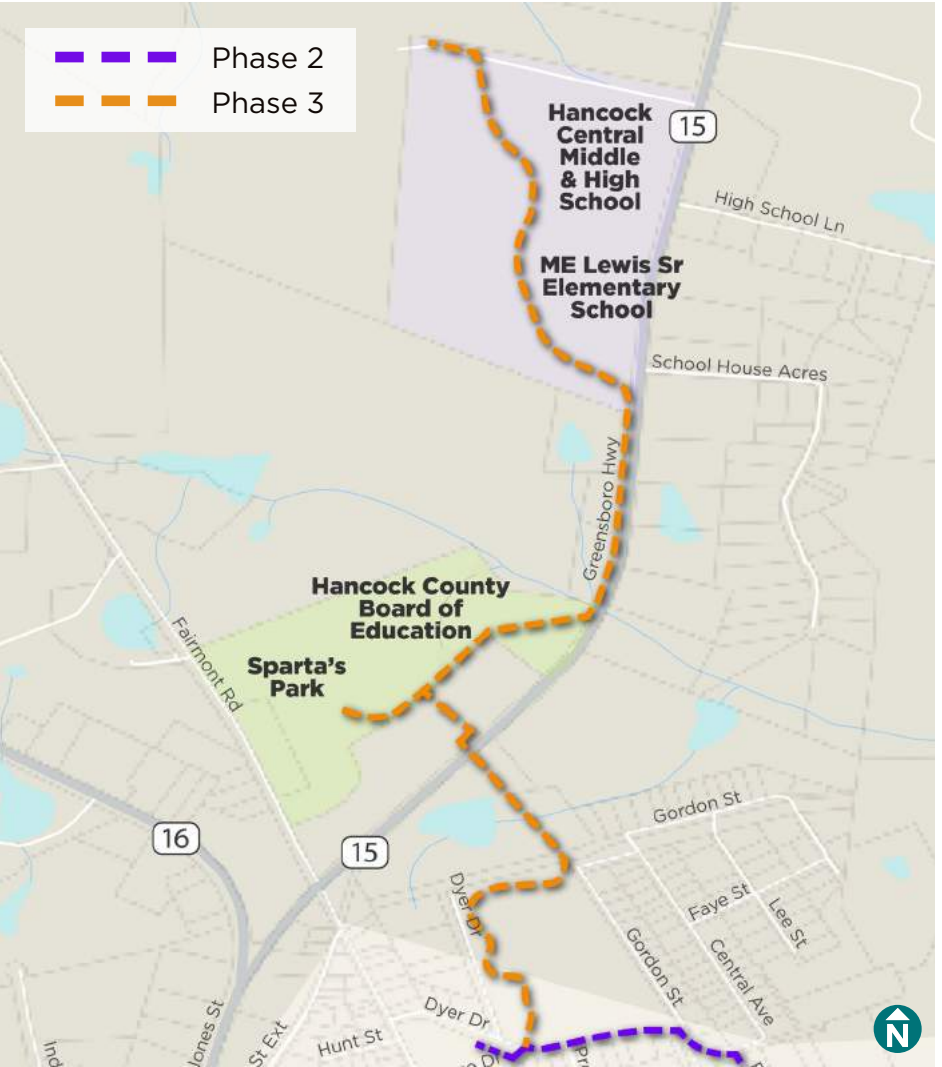 Phase 2
Phase 3
Hancock
Central
Middle
& High
School
15
High School Ln
ME Lewis Sr
Elementary
School
School House Acres
Greensboro Hwy
Hancock County
Board of
Education
Fairmont Rd
Sparta's
Park
16
15
Gordon St
Dyer Dr
Faye St
Lee St
Gordon St
Central Ave
Dyer Dr
Jones St
St Ext
Hunt St
Ind
Pr
N